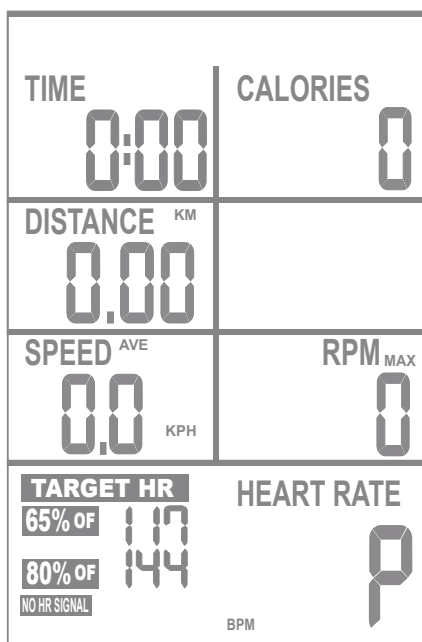 TIME
0:00
CALORIES
0
DISTANCE KM
0.00
SPEED AVE
0.0 KPH
RPM MAX
0
TARGET HR
65% OF 117
80% OF 144
NO HR SIGNAL
HEART RATE
P
BPM